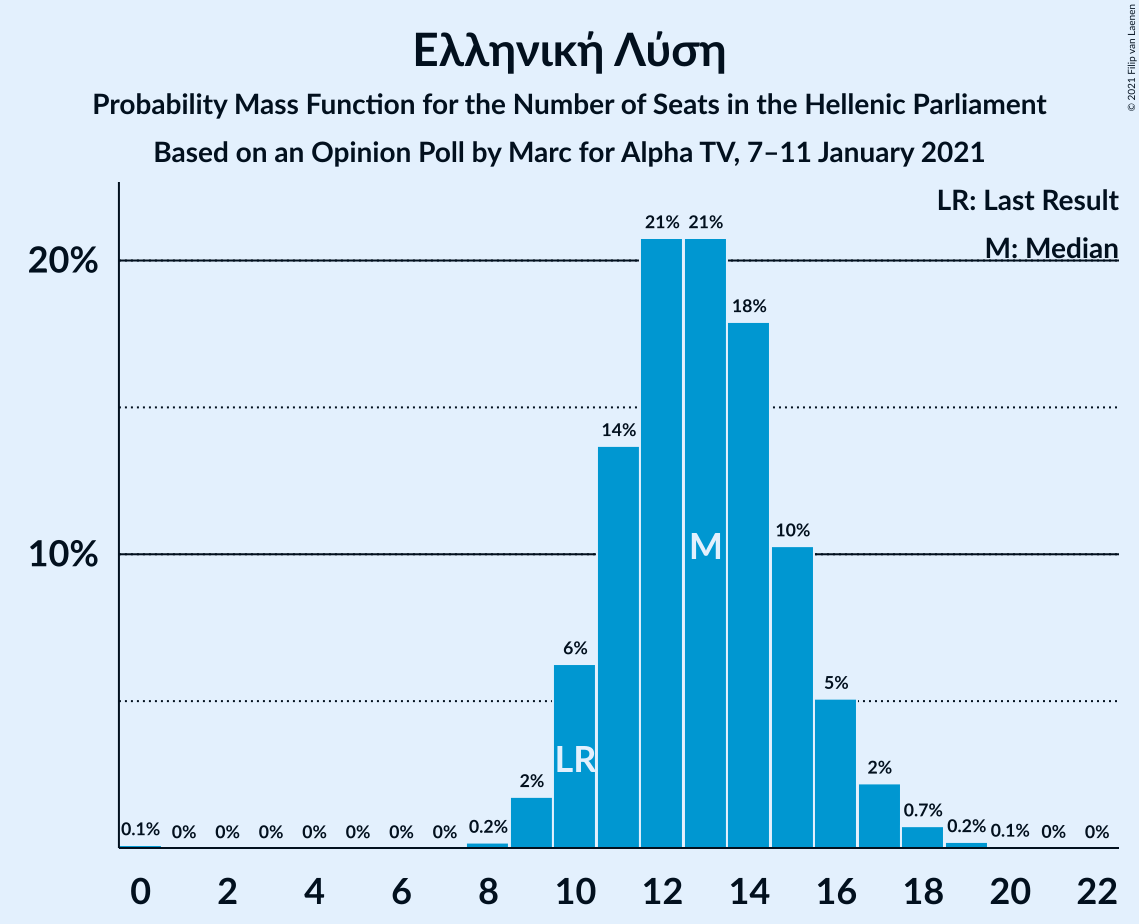 Ελληνική Λύση
Probability Mass Function for the Number of Seats in the Hellenic Parliament
Based on an Opinion Poll by Marc for Alpha TV, 7–11 January 2021
© 2021 Filip van Laenen
LR: Last Result
M: Median
20%
10%
0.1% 0% 0% 0% 0% 0% 0% 0% 0.2% 2% 6% 14% 21% 21% 18% 10% 5% 2% 0.7% 0.2% 0.1% 0% 0%
LR
M
0 2 4 6 8 10 12 14 16 18 20 22